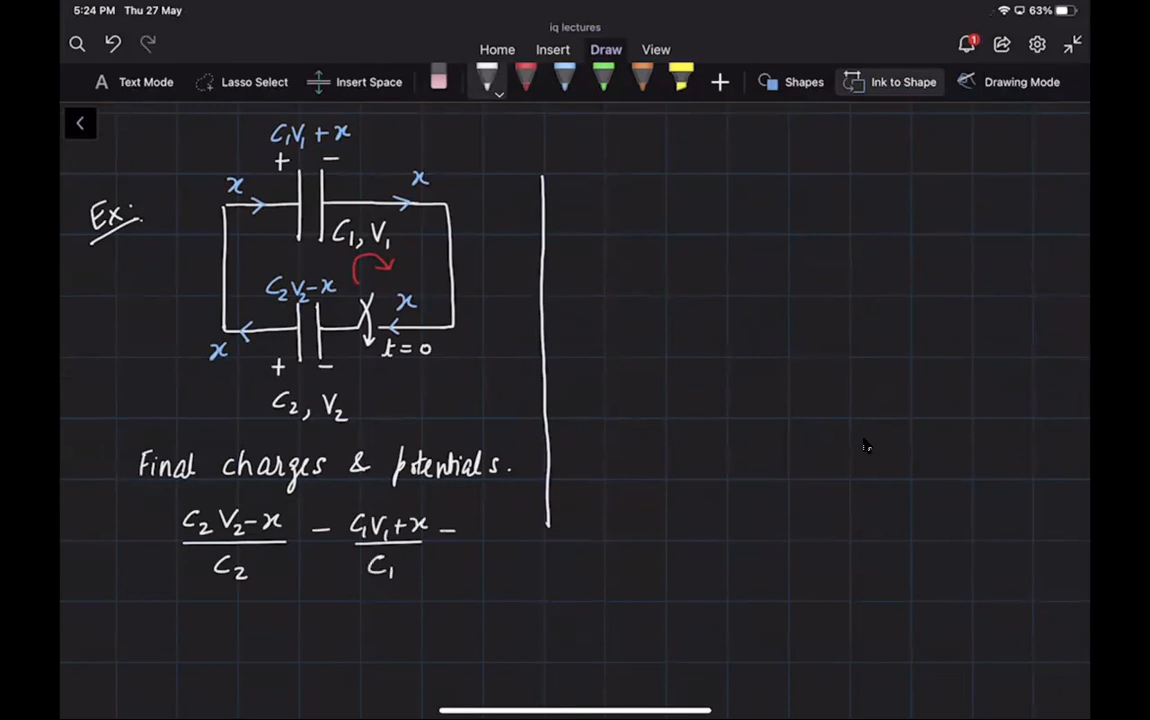 5:24 PM Thu 27 May
63%
iq lectures
Home Insert Draw View
1
A Text Mode Lasso Select Insert Space Shapes Ink to Shape Drawing Mode
C₁V₁ + x
+ −
x x
Ex:
C₁, V₁
C₂V₂ − x x
x t = 0
+ −
C₂, V₂
Final charges & potentials.
C₂V₂ − x / C₂ − C₁V₁ + x / C₁ −